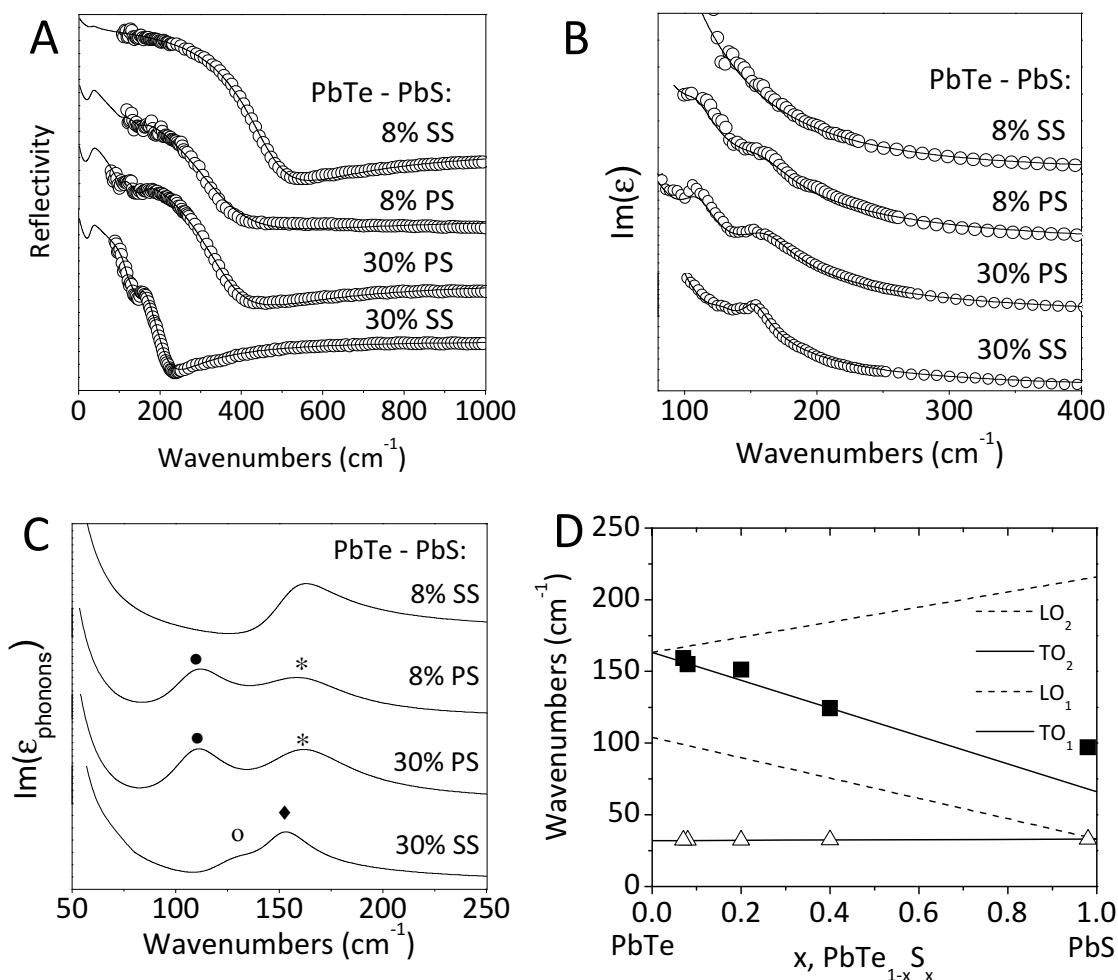 A
PbTe - PbS:
8% SS
8% PS
30% PS
30% SS
Reflectivity
0 200 400 600 800 1000
Wavenumbers (cm⁻¹)
B
PbTe - PbS:
8% SS
8% PS
30% PS
30% SS
Im(ε)
100 200 300 400
Wavenumbers (cm⁻¹)
C
PbTe - PbS:
8% SS
● *
8% PS
● *
30% PS
o ♦
30% SS
Im(ε_phonons)
50 100 150 200 250
Wavenumbers (cm⁻¹)
D
250
200
150
100
50
0
Wavenumbers (cm⁻¹)
LO₂
TO₂
LO₁
TO₁
0.0 0.2 0.4 0.6 0.8 1.0
PbTe x, PbTe₁₋ₓSₓ PbS